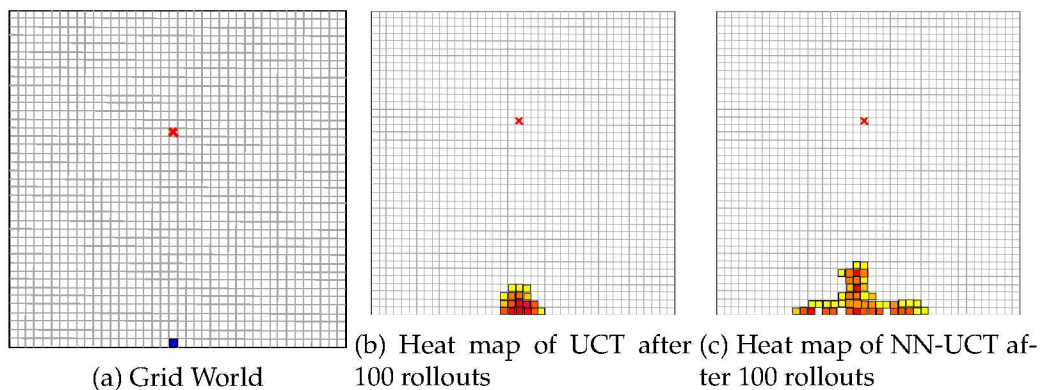 (a) Grid World
(b) Heat map of UCT after
100 rollouts
(c) Heat map of NN-UCT af-
ter 100 rollouts